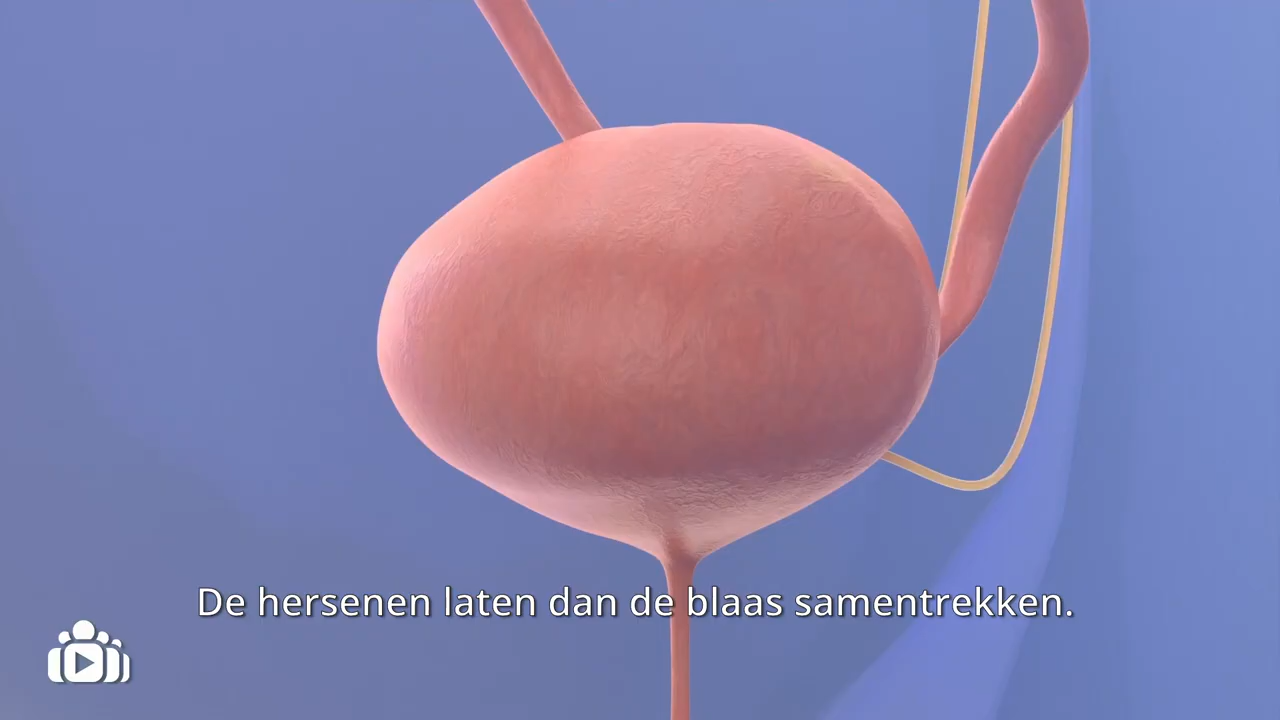 De hersenen laten dan de blaas samentrekken.